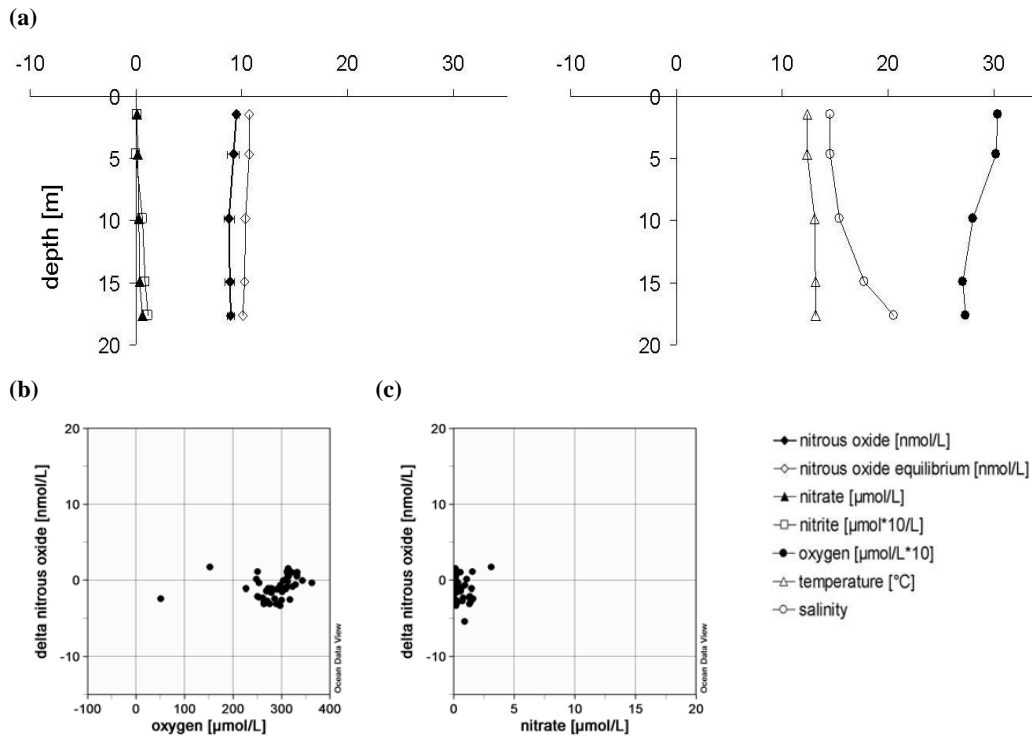 (a)
-10 0 10 20
-10 0 10 20 30
0
5
10
15
20
depth [m]
0
5
10
15
20
(b)
20
10
0
-10
delta nitrous oxide [nmol/L]
-100 0 100 200 300 400
oxygen [µmol/L]
Ocean Data View
(c)
20
10
0
-10
delta nitrous oxide [nmol/L]
0 5 10 15 20
nitrate [µmol/L]
Ocean Data View
nitrous oxide [nmol/L]
nitrous oxide equilibrium [nmol/L]
nitrate [µmol/L]
nitrite [µmol*10/L]
oxygen [µmol/L*10]
temperature [°C]
salinity